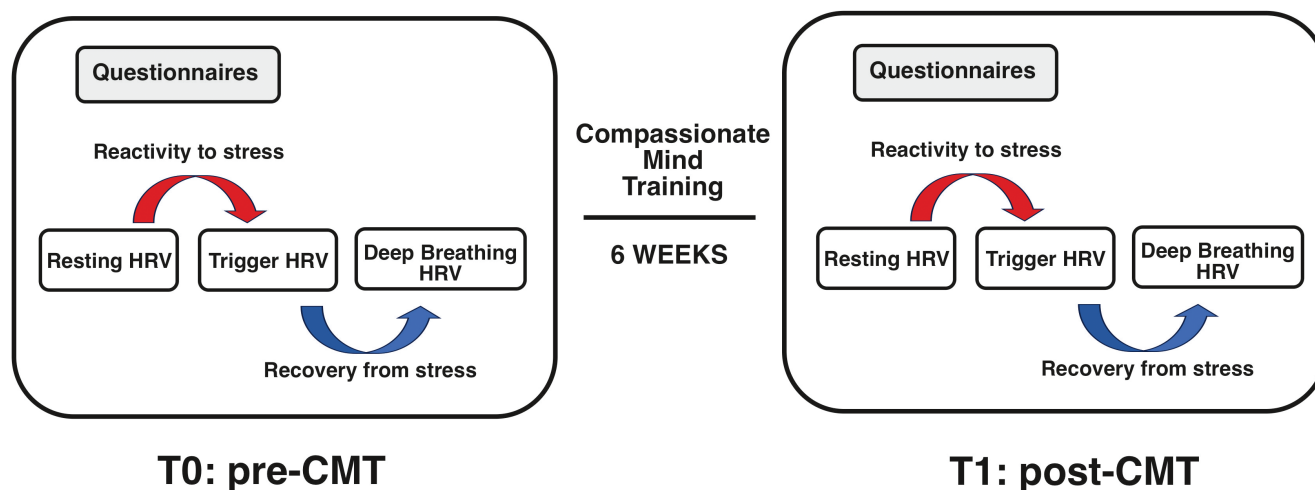 Questionnaires
Reactivity to stress
Resting HRV
Trigger HRV
Deep Breathing
HRV
Recovery from stress
T0: pre-CMT
Compassionate
Mind
Training
6 WEEKS
Questionnaires
Reactivity to stress
Resting HRV
Trigger HRV
Deep Breathing
HRV
Recovery from stress
T1: post-CMT